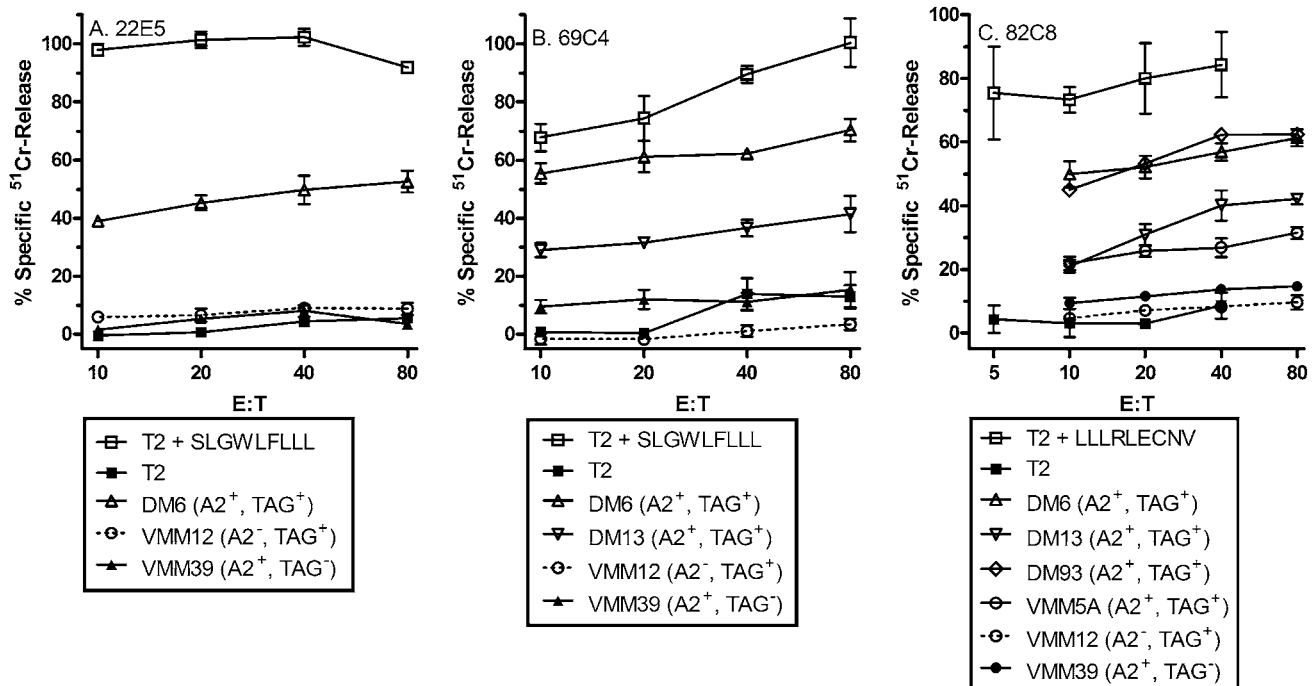 A. 22E5
% Specific ⁵¹Cr-Release
100
80
60
40
20
0
10 20 40 80
E:T
T2 + SLGWLFLLL
T2
DM6 (A2⁺, TAG⁺)
VMM12 (A2⁻, TAG⁺)
VMM39 (A2⁺, TAG⁻)
B. 69C4
% Specific ⁵¹Cr-Release
100
80
60
40
20
0
10 20 40 80
E:T
T2 + SLGWLFLLL
T2
DM6 (A2⁺, TAG⁺)
DM13 (A2⁺, TAG⁺)
VMM12 (A2⁻, TAG⁺)
VMM39 (A2⁺, TAG⁻)
C. 82C8
% Specific ⁵¹Cr-Release
100
80
60
40
20
0
5 10 20 40 80
E:T
T2 + LLLRLECNV
T2
DM6 (A2⁺, TAG⁺)
DM13 (A2⁺, TAG⁺)
DM93 (A2⁺, TAG⁺)
VMM5A (A2⁺, TAG⁺)
VMM12 (A2⁻, TAG⁺)
VMM39 (A2⁺, TAG⁻)